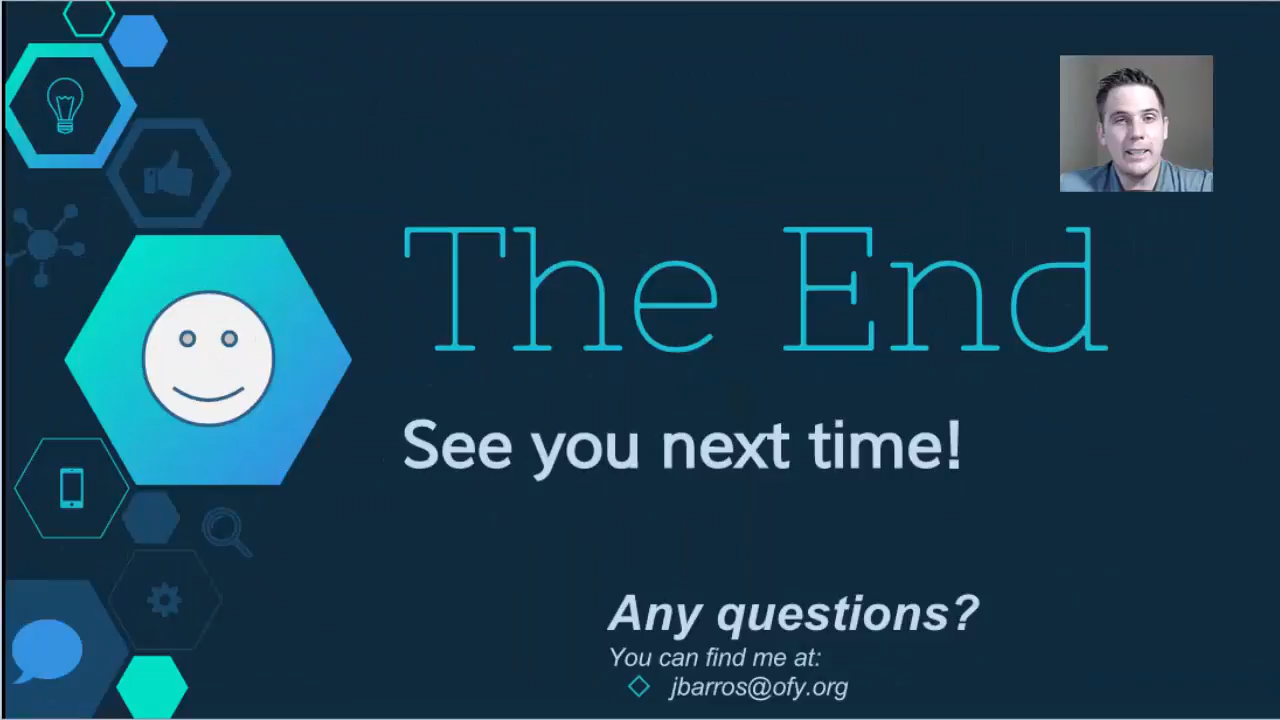 The End
See you next time!
Any questions?
You can find me at:
jbarros@ofy.org